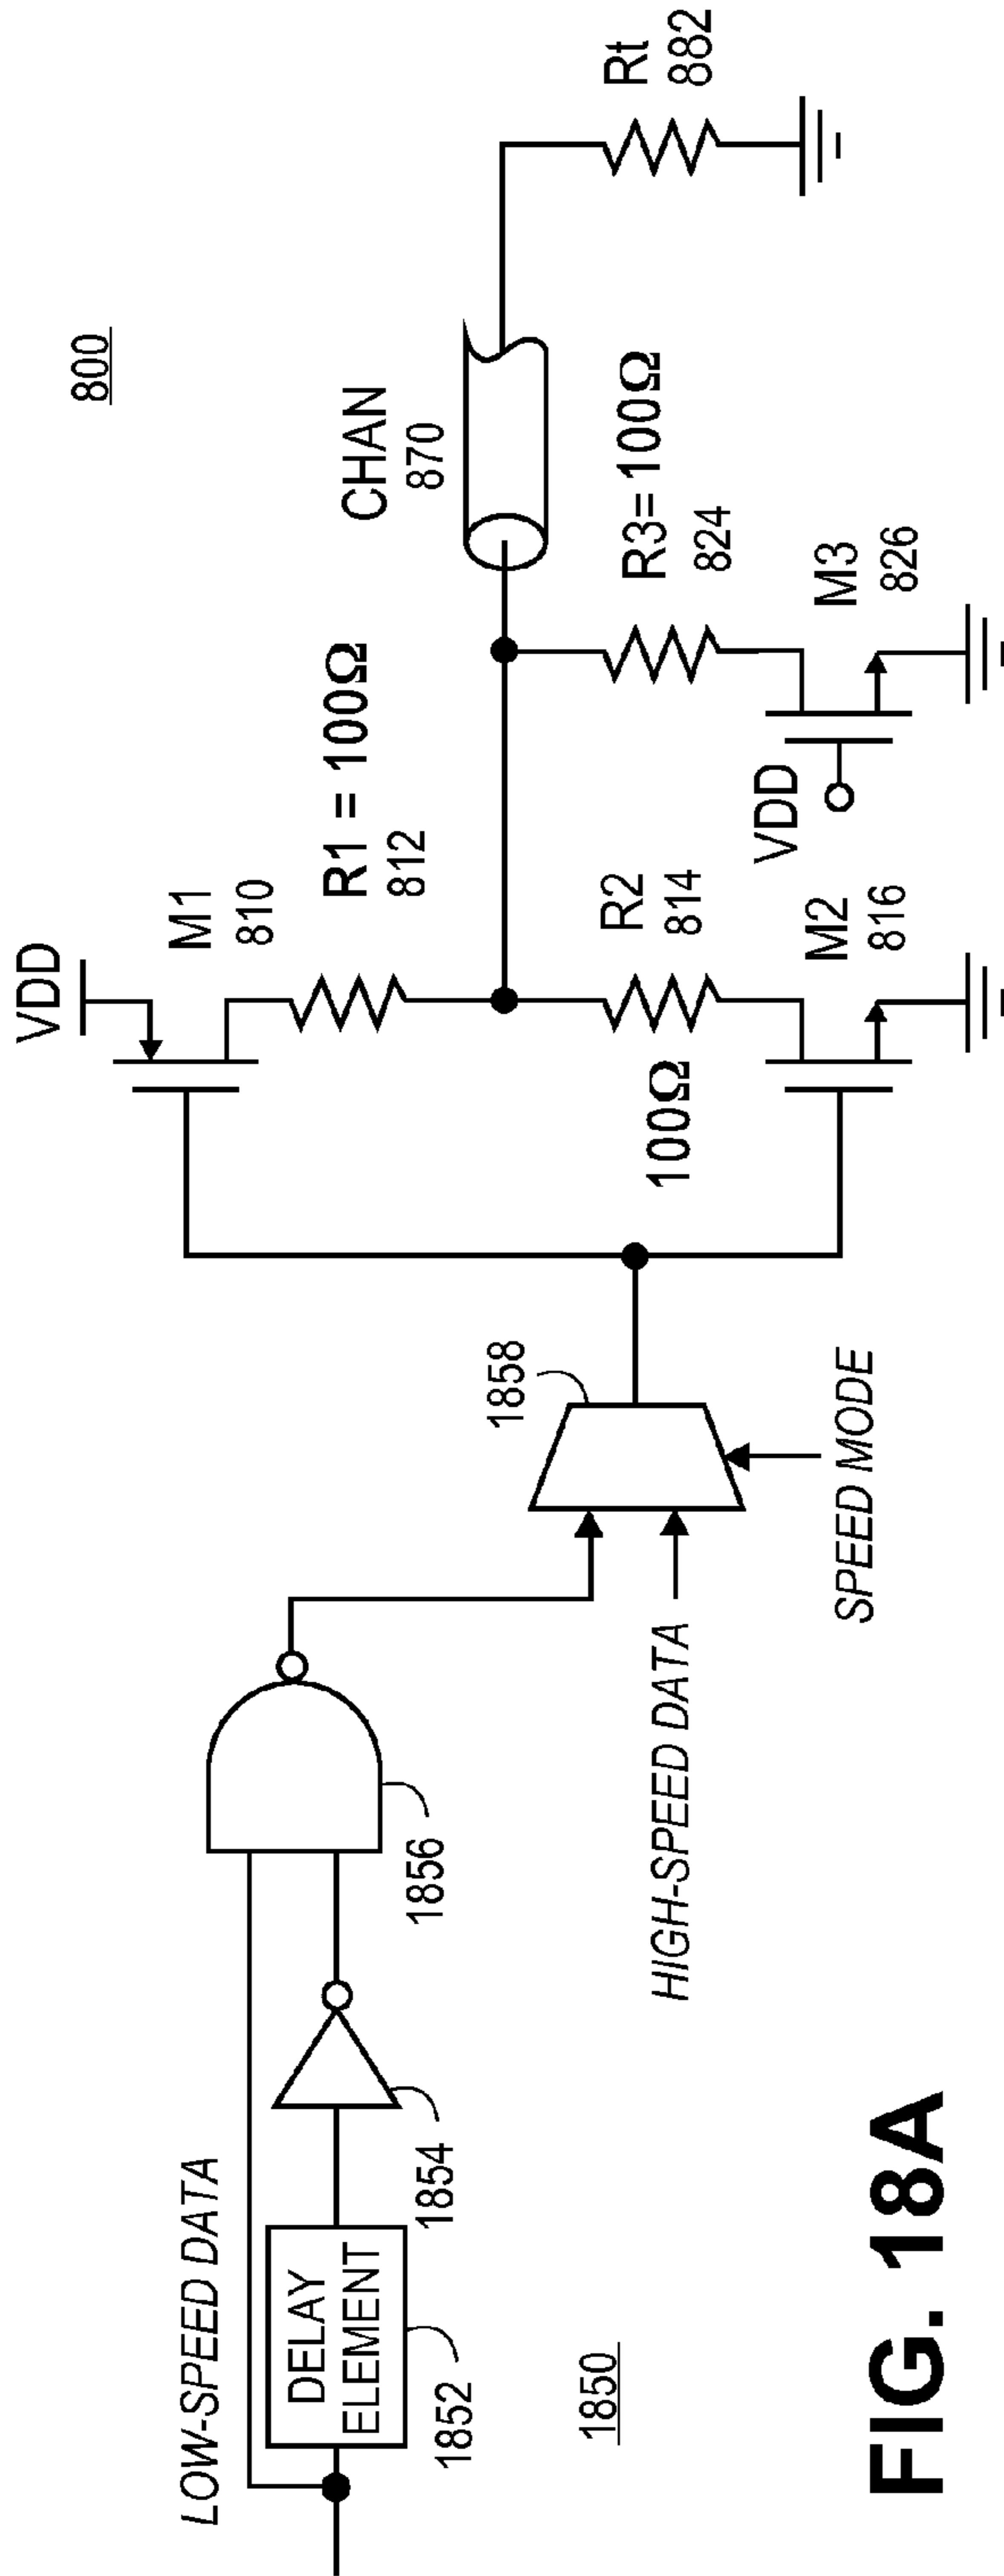 800
VDD
M1
810
R1 = 100Ω
812
CHAN
870
Rt
882
100Ω
R2
814
R3=100Ω
824
M2
816
VDD
M3
826
LOW-SPEED DATA
DELAY
ELEMENT
1852
1854
1856
1858
HIGH-SPEED DATA
SPEED MODE
1850
FIG. 18A